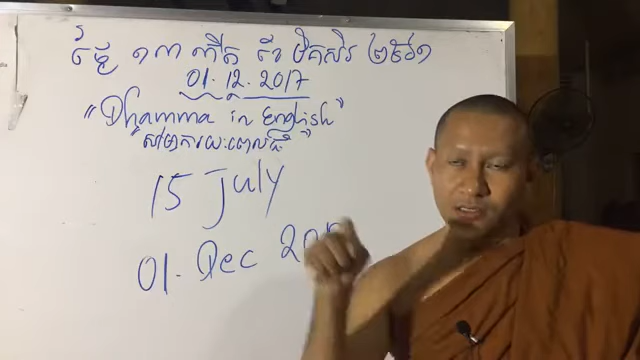 ថ្ងៃ ១៣ កើត ខែ មិគសិរ ២៥៦១
01.12.2017
"Dhamma in English"
15 July
01. Dec 20